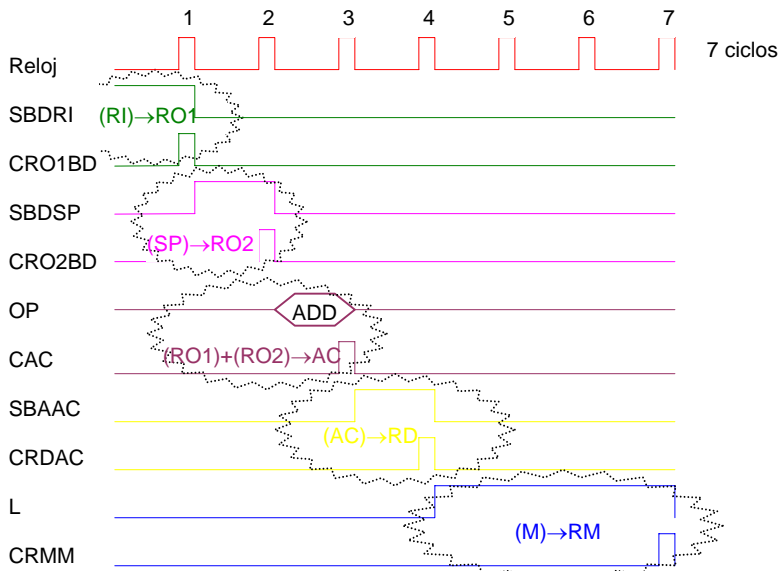 1 2 3 4 5 6 7
7 ciclos
Reloj
SBDRI
(RI)→RO1
CRO1BD
SBDSP
(SP)→RO2
CRO2BD
OP
ADD
CAC
(RO1)+(RO2)→AC
SBAAC
(AC)→RD
CRDAC
L
(M)→RM
CRMM